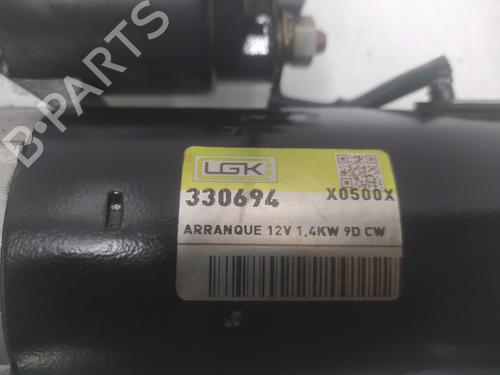 LGK
330694 X0500X
ARRANQUE 12V 1,4KW 9D CW
B-PARTS